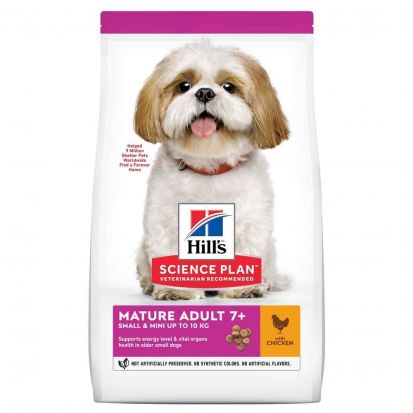 Helped
9 Million
Shelter Pets
Worldwide
Find a Forever
Home
Hill's
SCIENCE PLAN™
VETERINARIAN RECOMMENDED
MATURE ADULT 7+
SMALL & MINI UP TO 10 KG
Supports energy level & vital organs
health in older small dogs
with
CHICKEN
NOT ARTIFICIALLY PRESERVED. NO SYNTHETIC COLORS. NO ARTIFICIAL FLAVORS.